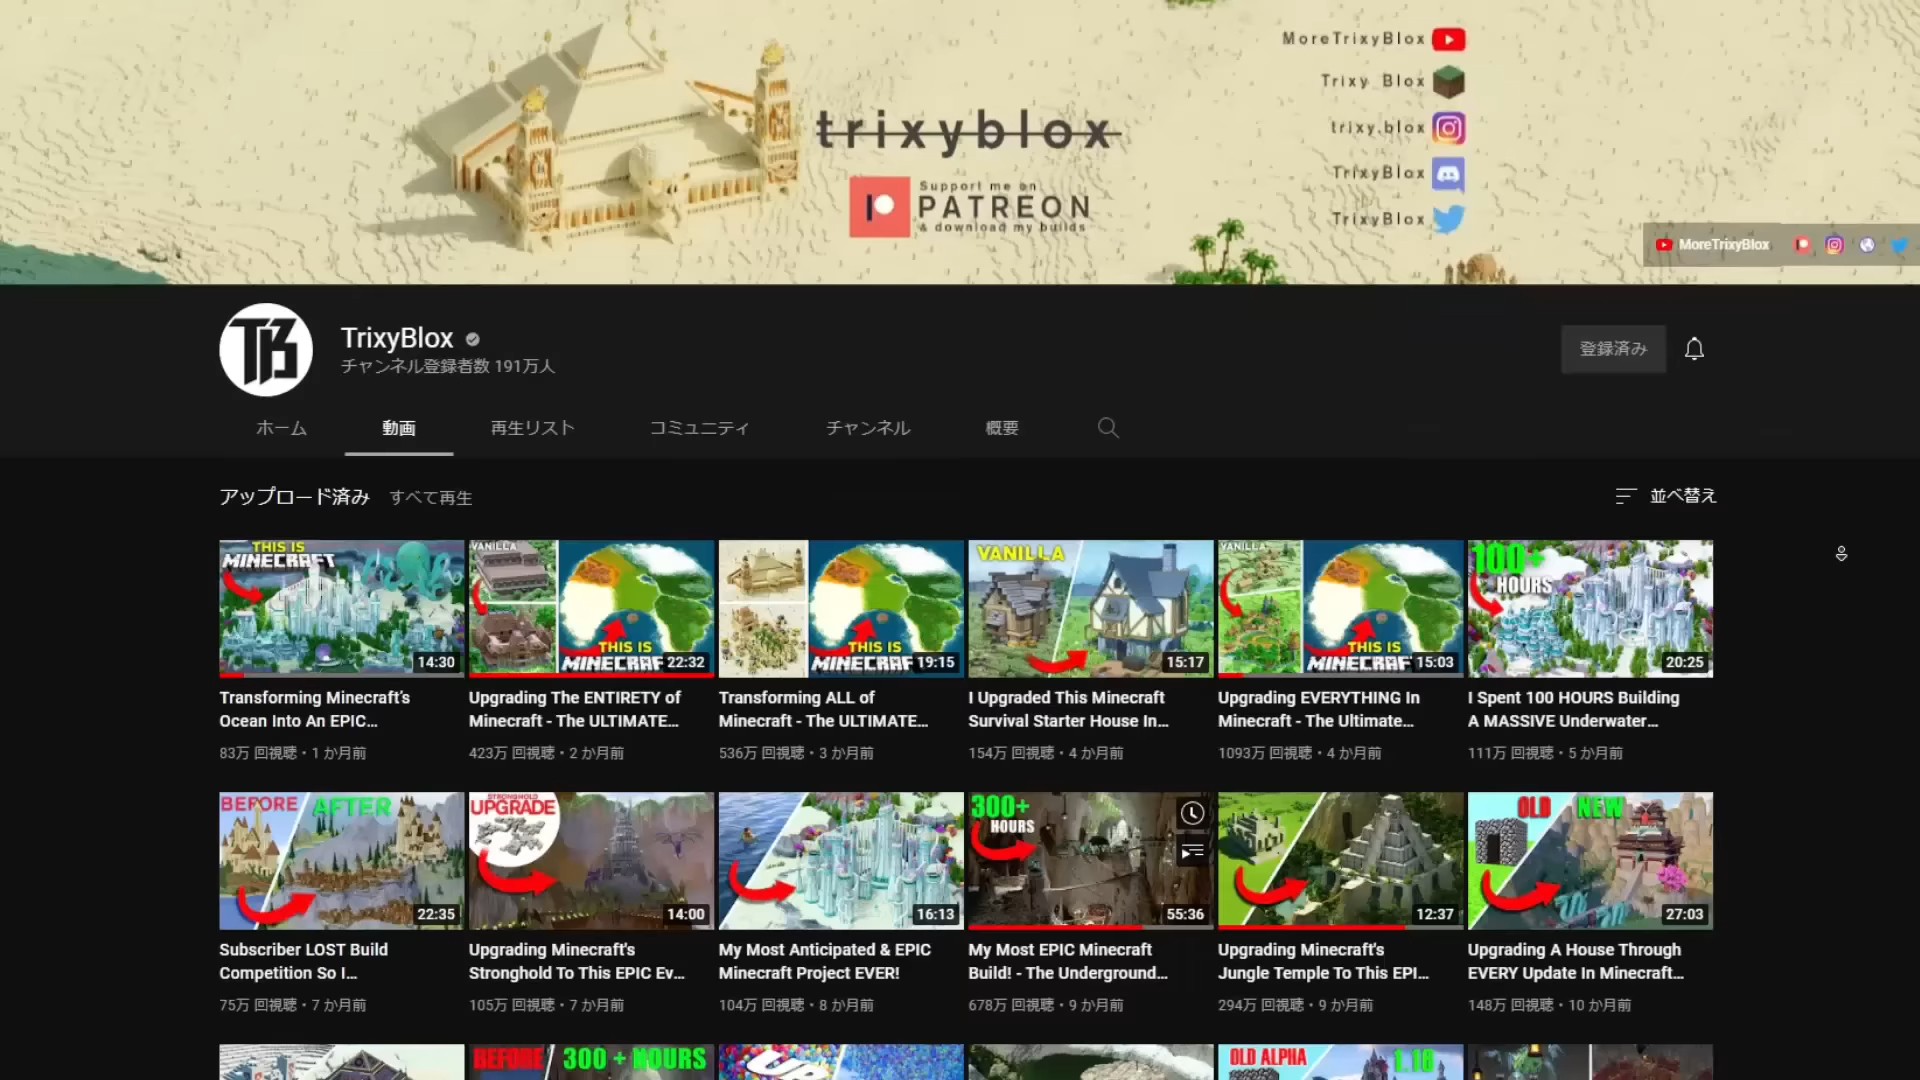 MoreTrixyBlox
Trixy Blox
trixy.blox
TrixyBlox
TrixyBlox
trixyblox
Support me on
PATREON
& download my builds
MoreTrixyBlox
TB
TrixyBlox
チャンネル登録者数 191万人
登録済み
ホーム
動画
再生リスト
コミュニティ
チャンネル
概要
アップロード済み
すべて再生
並べ替え
THIS IS
MINECRAFT
14:30
VANILLA
THIS IS
MINECRAF
22:32
THIS IS
MINECRAF
19:15
VANILLA
15:17
VANILLA
THIS IS
MINECRAF
15:03
100+
HOURS
20:25
Transforming Minecraft's
Ocean Into An EPIC...
83万 回視聴・1 か月前
Upgrading The ENTIRETY of
Minecraft - The ULTIMATE...
423万 回視聴・2 か月前
Transforming ALL of
Minecraft - The ULTIMATE...
536万 回視聴・3 か月前
I Upgraded This Minecraft
Survival Starter House In...
154万 回視聴・4 か月前
Upgrading EVERYTHING In
Minecraft - The Ultimate...
1093万 回視聴・4 か月前
I Spent 100 HOURS Building
A MASSIVE Underwater...
111万 回視聴・5 か月前
BEFORE
AFTER
22:35
STRONGHOLD
UPGRADE
14:00
16:13
300+
HOURS
55:36
12:37
OLD
NEW
27:03
Subscriber LOST Build
Competition So I...
75万 回視聴・7 か月前
Upgrading Minecraft's
Stronghold To This EPIC Ev...
105万 回視聴・7 か月前
My Most Anticipated & EPIC
Minecraft Project EVER!
104万 回視聴・8 か月前
My Most EPIC Minecraft
Build! - The Underground...
678万 回視聴・9 か月前
Upgrading Minecraft's
Jungle Temple To This EPI...
294万 回視聴・9 か月前
Upgrading A House Through
EVERY Update In Minecraft...
148万 回視聴・10 か月前
BEFORE
300 + HOURS
OLD ALPHA
1.16